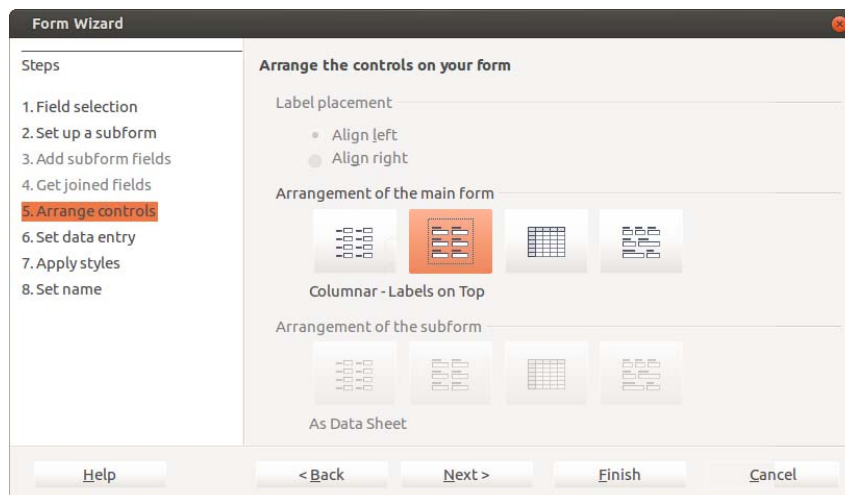 Form Wizard
Steps
1. Field selection
2. Set up a subform
3. Add subform fields
4. Get joined fields
5. Arrange controls
6. Set data entry
7. Apply styles
8. Set name
Arrange the controls on your form
Label placement
Align left
Align right
Arrangement of the main form
Columnar - Labels on Top
Arrangement of the subform
As Data Sheet
Help
< Back
Next >
Finish
Cancel